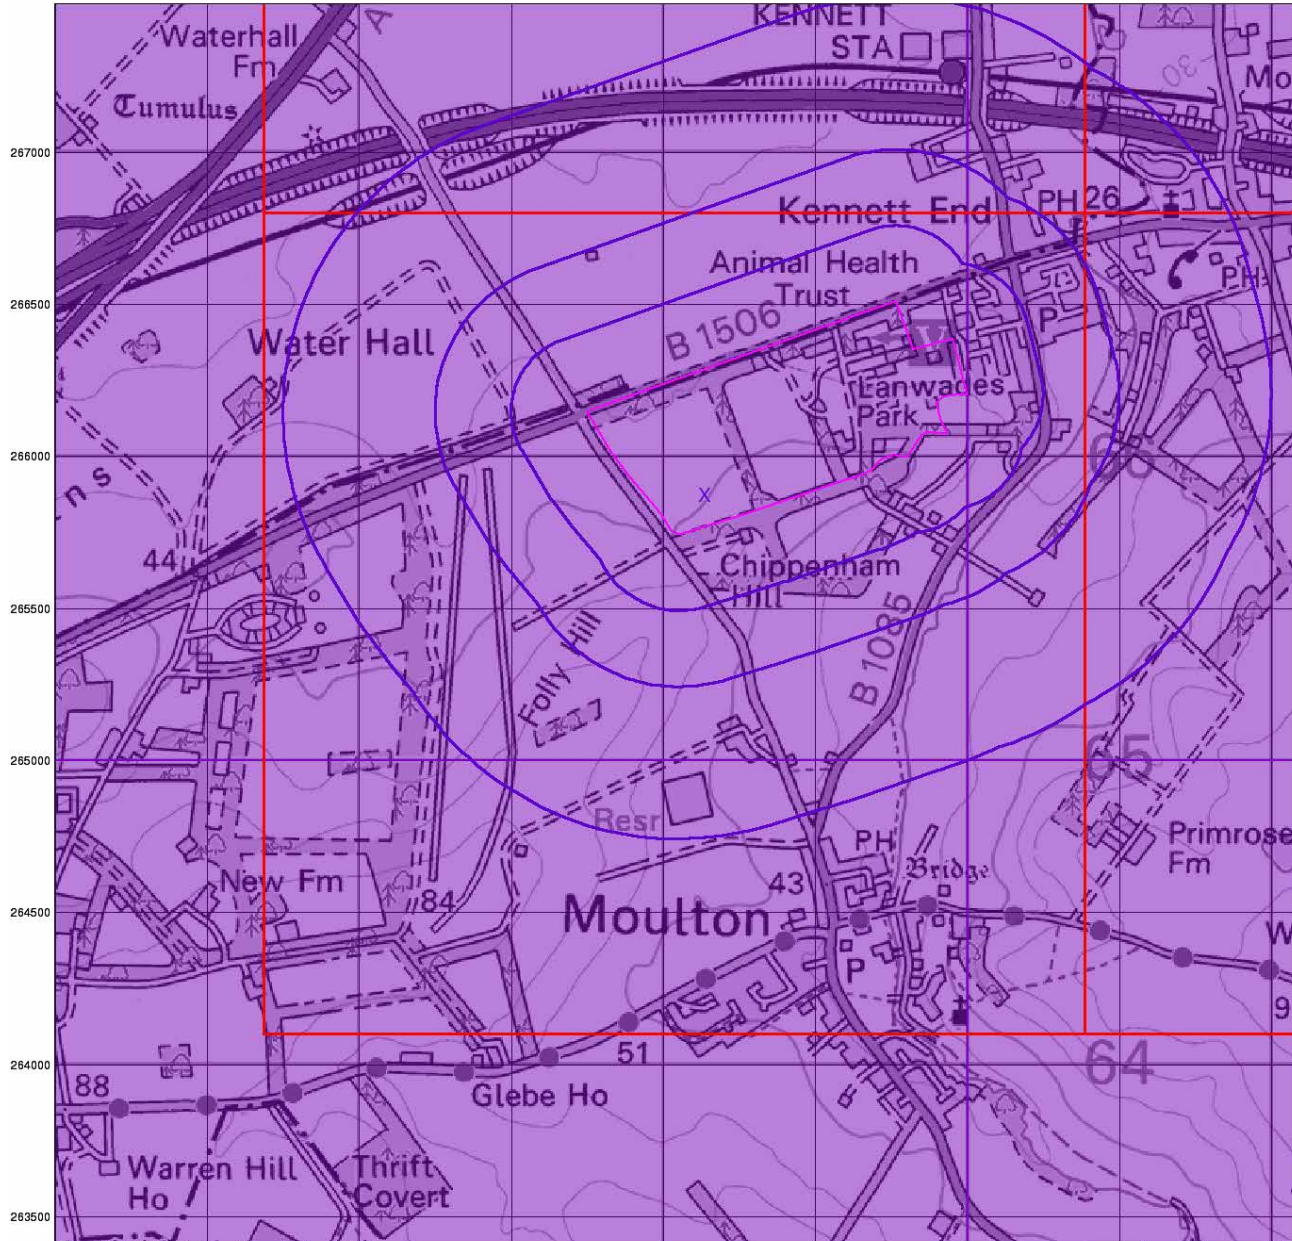 KENNETT
STA
A
Waterhall
Fm
Tumulus
Mo
30
267000
Kennett End
PH
26
Animal Health
Trust
PH
266500
B 1506
P
Water Hall
Lanwades
Park
266000
66
ns
x
44
Chippenham
Hill
265500
B 1085
Folly Hill
265000
65
Resr
Primrose
Fm
PH
Bridge
New Fm
43
84
264500
Moulton
W
P
9
51
264000
64
88
Glebe Ho
Warren Hill
Ho
Thrift
Covert
263500